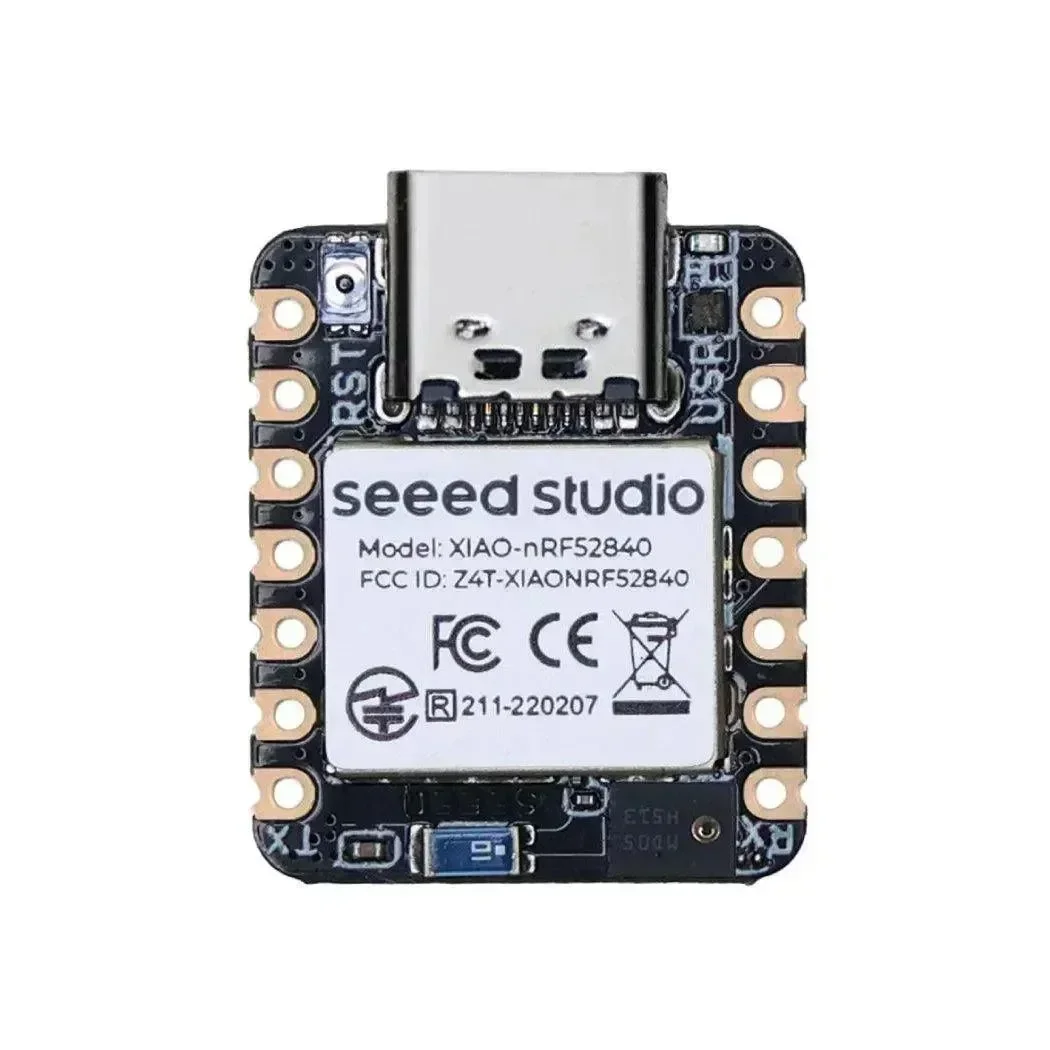 RST
USR
seeed studio
Model: XIAO-nRF52840
FCC ID: Z4T-XIAONRF52840
FC CE
R 211-220207
TX
RX